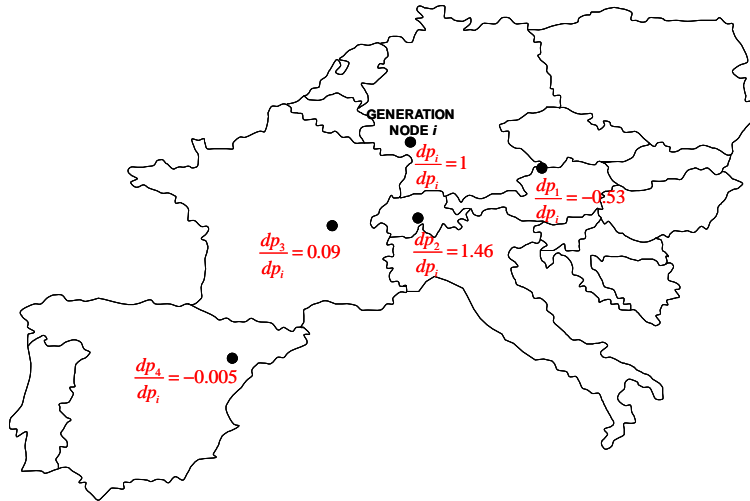 GENERATION
NODE i
dp_i/dp_i = 1
dp_1/dp_i = −0.53
dp_2/dp_i = 1.46
dp_3/dp_i = 0.09
dp_4/dp_i = −0.005